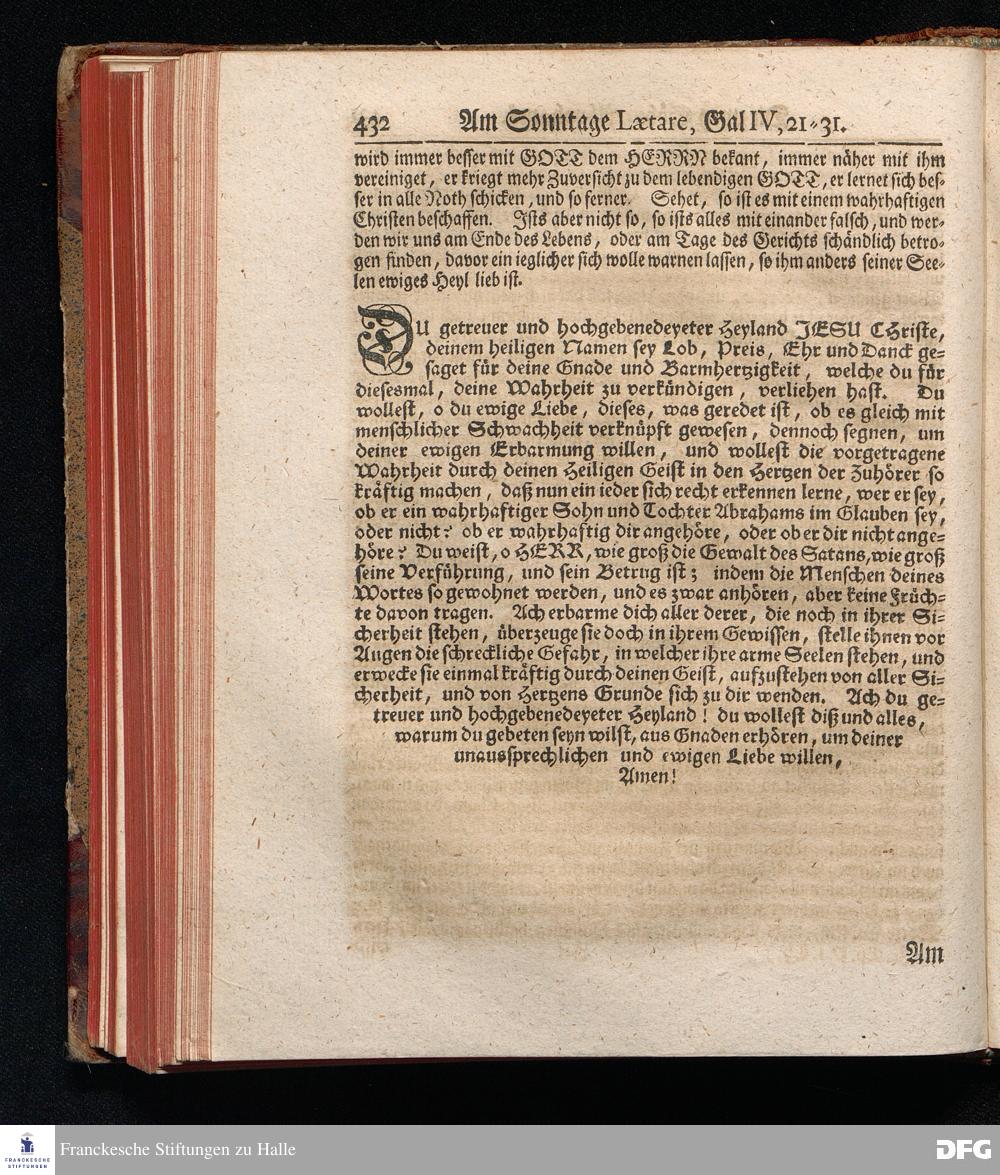 432 Am Sonntage Lætare, Gal IV, 21-31.
wird immer besser mit GOTT dem HERRN bekant, immer näher mit ihm
vereiniget, er kriegt mehr Zuversicht zu dem lebendigen GOTT, er lernet sich bes-
ser in alle Noth schicken, und so ferner. Sehet, so ist es mit einem wahrhaftigen
Christen beschaffen. Ists aber nicht so, so ists alles mit einander falsch, und wer-
den wir uns am Ende des Lebens, oder am Tage des Gerichts schändlich betro-
gen finden, davor ein ieglicher sich wolle warnen lassen, so ihm anders seiner See-
len ewiges Heyl lieb ist.
DU getreuer und hochgebenedeyeter Heyland JESU CHriste,
deinem heiligen Namen sey Lob, Preis, Ehr und Danck ge-
saget für deine Gnade und Barmhertzigkeit, welche du für
diesesmal, deine Wahrheit zu verkündigen, verliehen hast. Du
wollest, o du ewige Liebe, dieses, was geredet ist, ob es gleich mit
menschlicher Schwachheit verknüpft gewesen, dennoch segnen, um
deiner ewigen Erbarmung willen, und wollest die vorgetragene
Wahrheit durch deinen Heiligen Geist in den Hertzen der Zuhörer so
kräftig machen, daß nun ein ieder sich recht erkennen lerne, wer er sey,
ob er ein wahrhaftiger Sohn und Tochter Abrahams im Glauben sey,
oder nicht? ob er wahrhaftig dir angehöre, oder ob er dir nicht ange-
höre? Du weist, o HERR, wie groß die Gewalt des Satans, wie groß
seine Verführung, und sein Betrug ist; indem die Menschen deines
Wortes so gewohnet werden, und es zwar anhören, aber keine Früch-
te davon tragen. Ach erbarme dich aller derer, die noch in ihrer Si-
cherheit stehen, überzeuge sie doch in ihrem Gewissen, stelle ihnen vor
Augen die schreckliche Gefahr, in welcher ihre arme Seelen stehen, und
erwecke sie einmal kräftig durch deinen Geist, aufzustehen von aller Si-
cherheit, und von Hertzens Grunde sich zu dir wenden. Ach du ge-
treuer und hochgebenedeyeter Heyland! du wollest diß und alles,
warum du gebeten seyn wilst, aus Gnaden erhören, um deiner
unaussprechlichen und ewigen Liebe willen,
Amen!
Am
FRANCKESCHE
STIFTUNGEN
Franckesche Stiftungen zu Halle
DFG